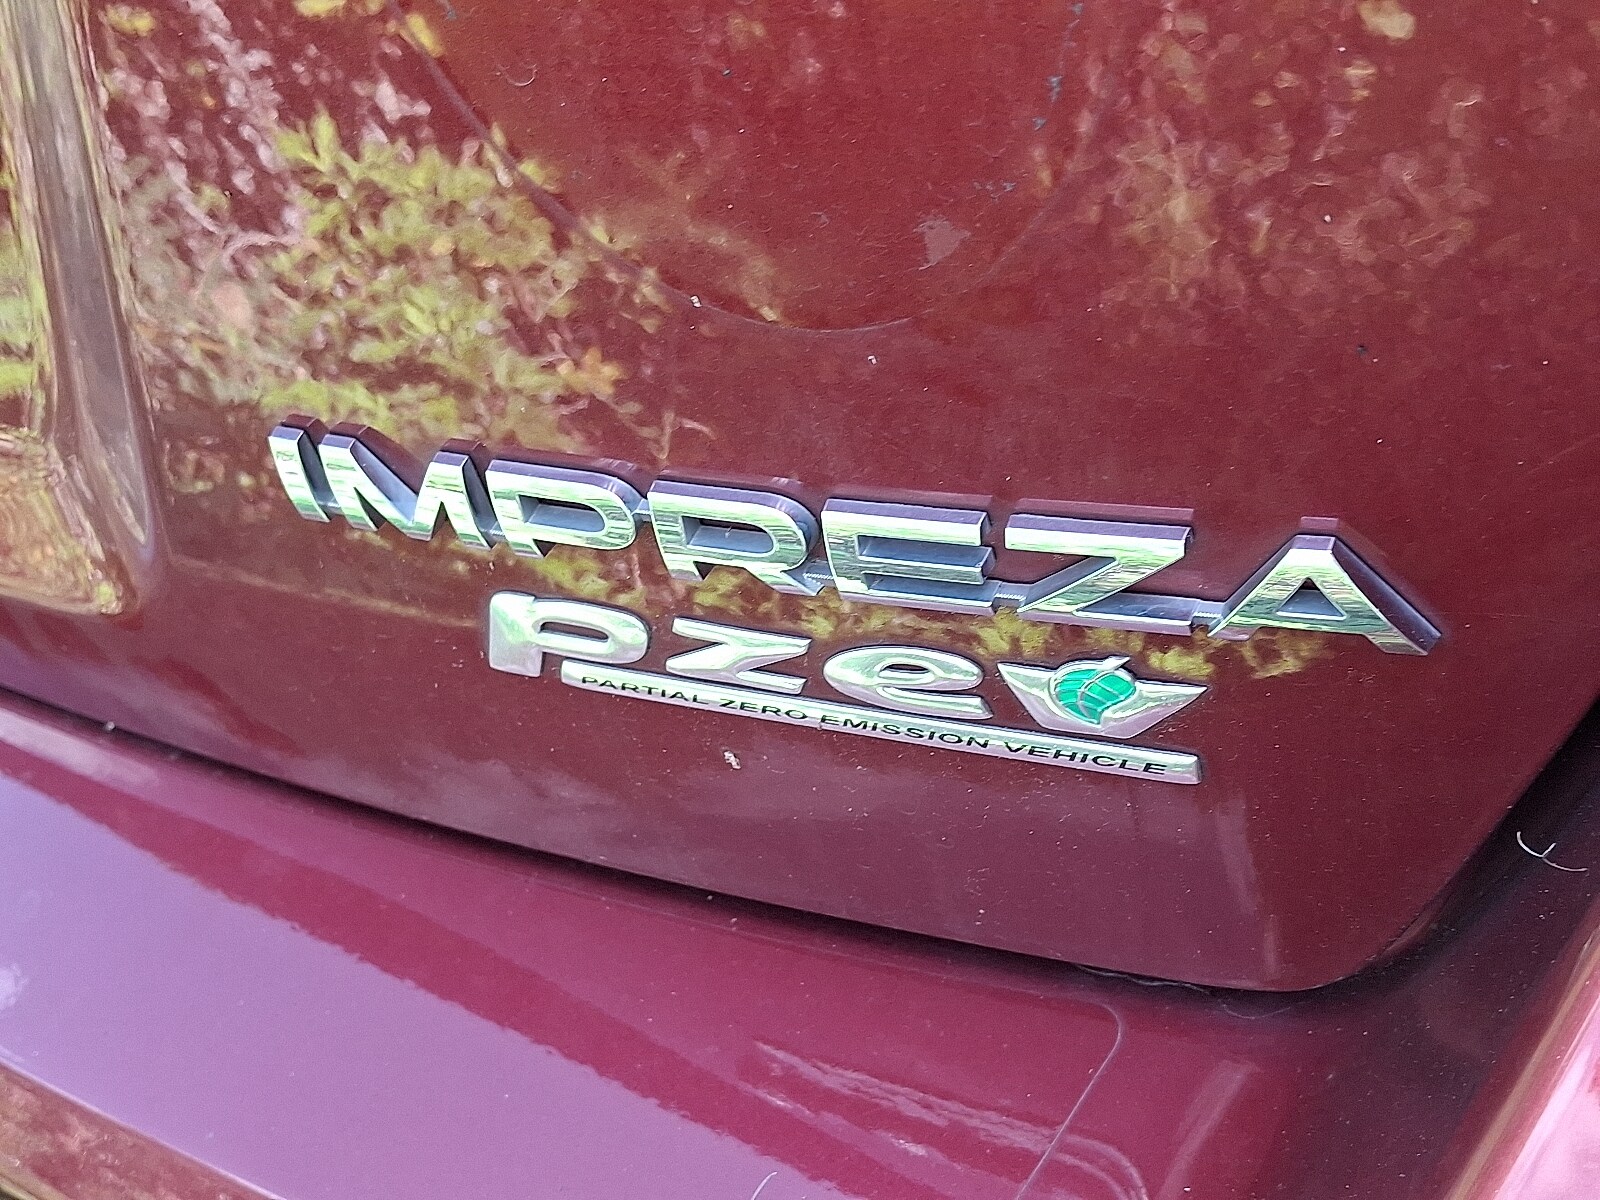 IMPREZA
pzev
PARTIAL ZERO EMISSION VEHICLE